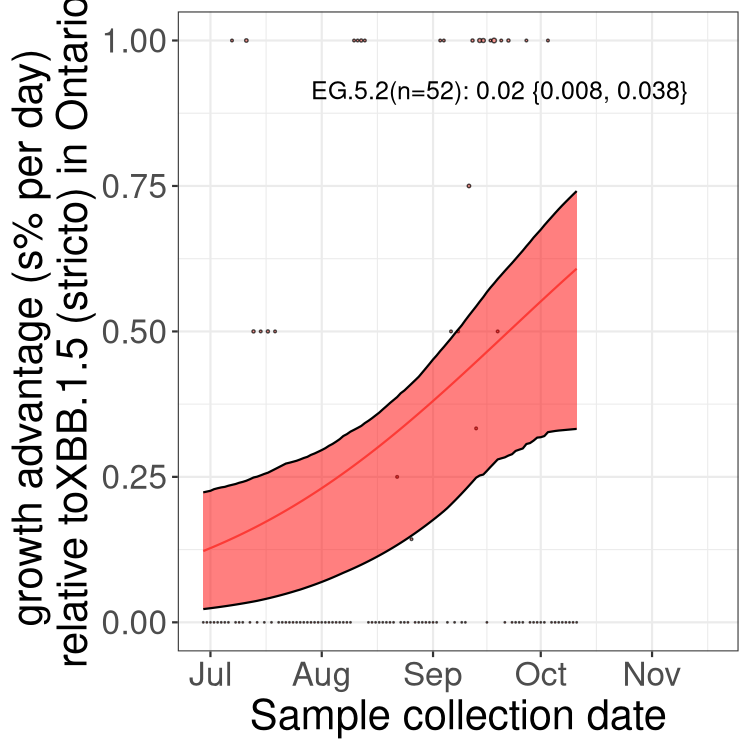 growth advantage (s% per day)
relative toXBB.1.5 (stricto) in Ontario
1.00
0.75
0.50
0.25
0.00
EG.5.2(n=52): 0.02 {0.008, 0.038}
Jul Aug Sep Oct Nov
Sample collection date